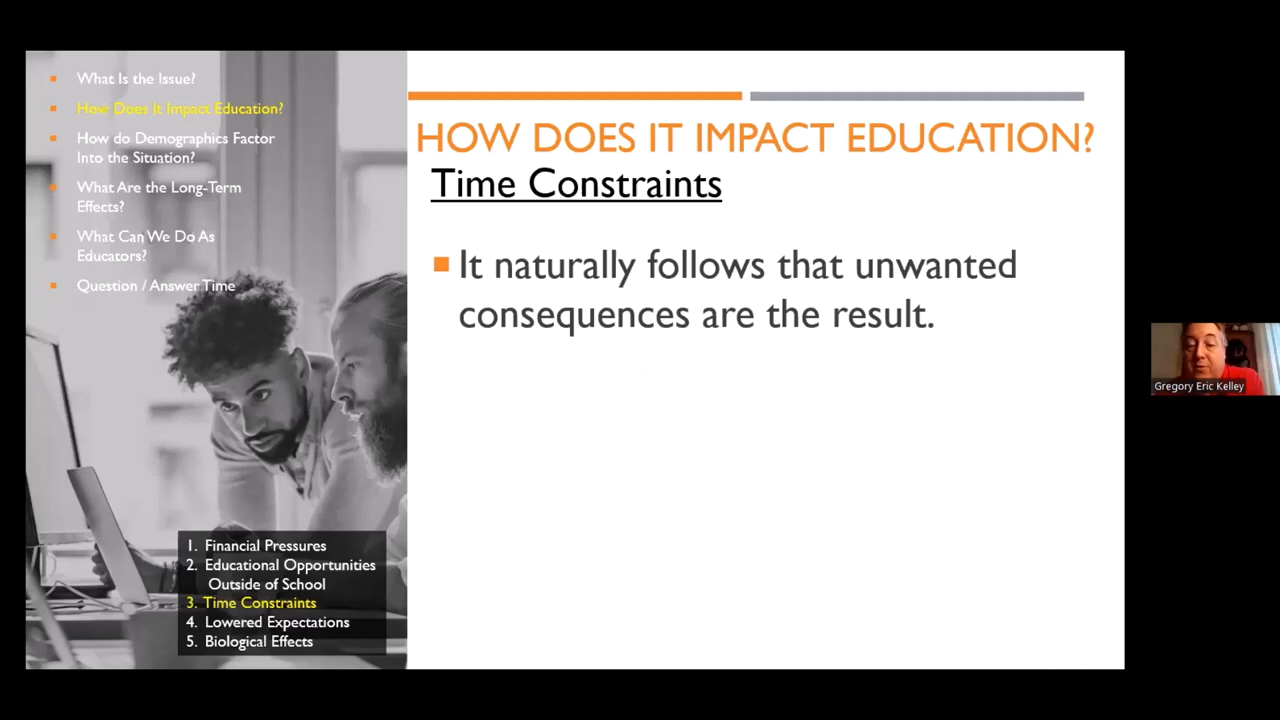 What Is the Issue?
How Does It Impact Education?
How do Demographics Factor
Into the Situation?
What Are the Long-Term
Effects?
What Can We Do As
Educators?
Question / Answer Time
1. Financial Pressures
2. Educational Opportunities
Outside of School
3. Time Constraints
4. Lowered Expectations
5. Biological Effects
HOW DOES IT IMPACT EDUCATION?
Time Constraints
It naturally follows that unwanted
consequences are the result.
Gregory Eric Kelley